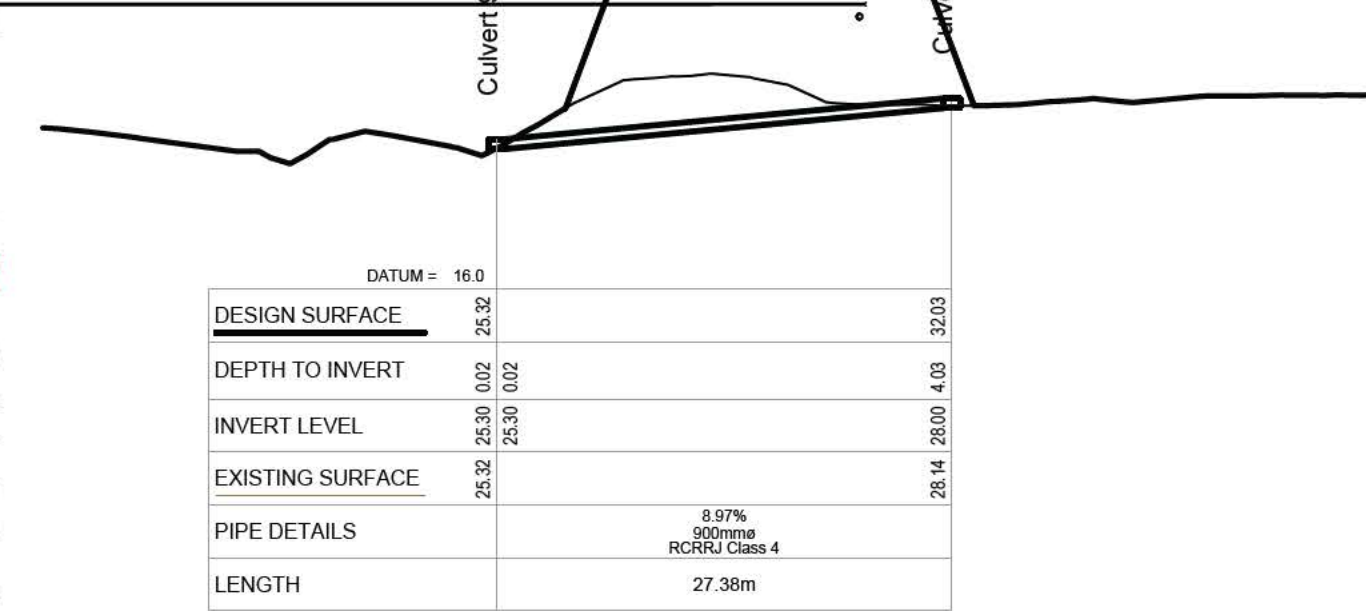 Culvert
DATUM = 16.0
DESIGN SURFACE 25.32 32.03
DEPTH TO INVERT 0.02 0.02 4.03
INVERT LEVEL 25.30 25.30 28.00
EXISTING SURFACE 25.32 28.14
PIPE DETAILS 8.97%
900mmø
RCRRJ Class 4
LENGTH 27.38m